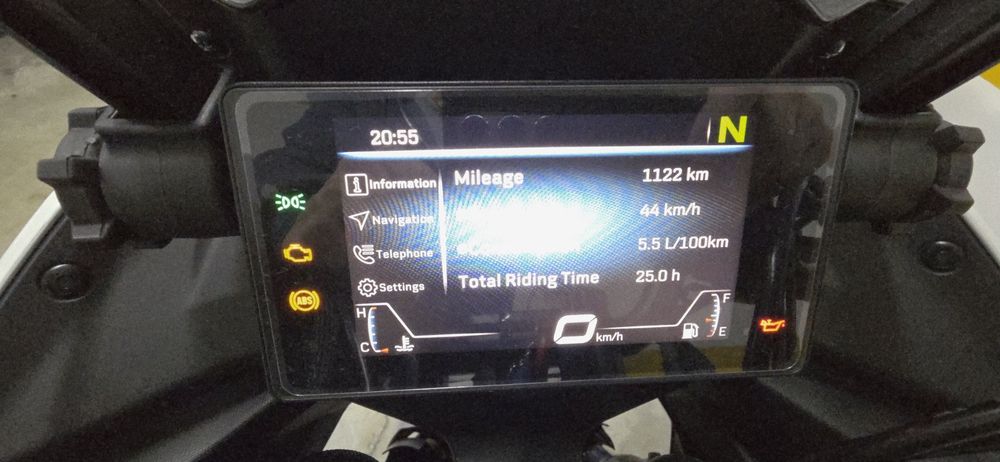 20:55
N
Information
Mileage 1122 km
Navigation
44 km/h
Telephone
5.5 L/100km
Settings
Total Riding Time 25.0 h
ABS
H
F
0 km/h
C
E